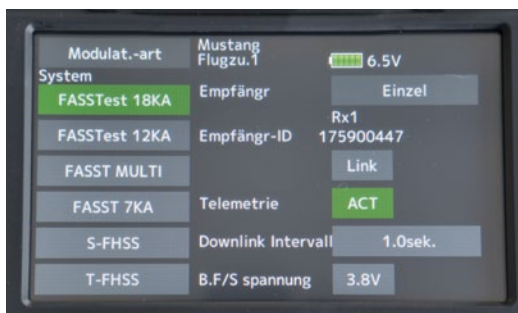 Modulat.-art
Mustang
Flugzu.1
6.5V
System
FASSTest 18KA
Empfängr
Einzel
Rx1
FASSTest 12KA
Empfängr-ID 175900447
FASST MULTI
Link
FASST 7KA
Telemetrie
ACT
S-FHSS
Downlink Intervall
1.0sek.
T-FHSS
B.F/S spannung
3.8V